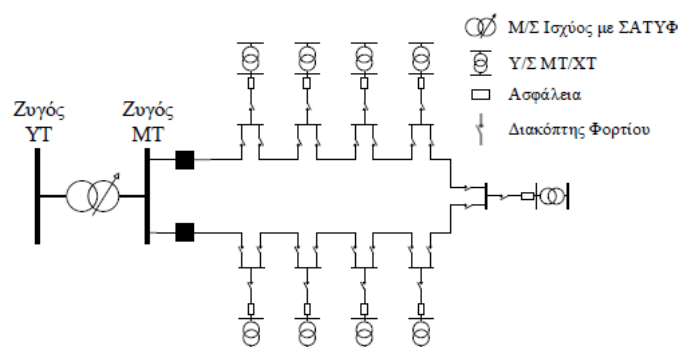 Μ/Σ Ισχύος με ΣΑΤΥΦ
Υ/Σ ΜΤ/ΧΤ
Ασφάλεια
Διακόπτης Φορτίου
Ζυγός
ΥΤ
Ζυγός
ΜΤ